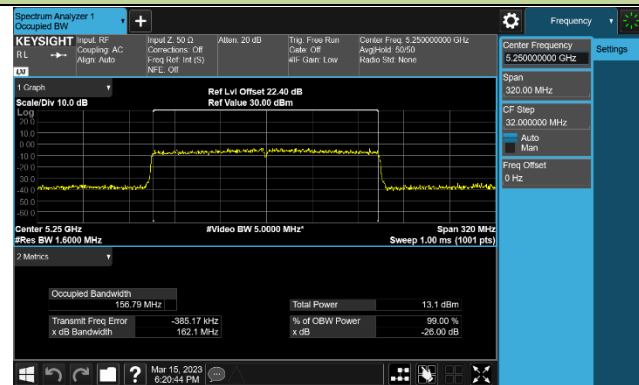 Spectrum Analyzer 1
Occupied BW
Frequency
KEYSIGHT Input: RF
RL
Coupling: AC
Align: Auto
Input Z: 50 Ω
Corrections: Off
Freq Ref: Int (S)
NFE: Off
Atten: 20 dB
Trig: Free Run
Gate: Off
#IF Gain: Low
Center Freq: 5.250000000 GHz
Avg|Hold: 50/50
Radio Std: None
LXI
Center Frequency
5.250000000 GHz
Settings
Span
320.00 MHz
CF Step
32.000000 MHz
Auto
Man
Freq Offset
0 Hz
1 Graph
Scale/Div 10.0 dB
Ref Lvl Offset 22.40 dB
Ref Value 30.00 dBm
Log
20.0
10.0
0.00
-10.0
-20.0
-30.0
-40.0
-50.0
-60.0
Center 5.25 GHz
#Video BW 5.0000 MHz*
Span 320 MHz
#Res BW 1.6000 MHz
Sweep 1.00 ms (1001 pts)
2 Metrics
Occupied Bandwidth
156.79 MHz
Total Power
13.1 dBm
Transmit Freq Error
-385.17 kHz
% of OBW Power
99.00 %
x dB Bandwidth
162.1 MHz
x dB
-26.00 dB
?
Mar 15, 2023
6:20:44 PM